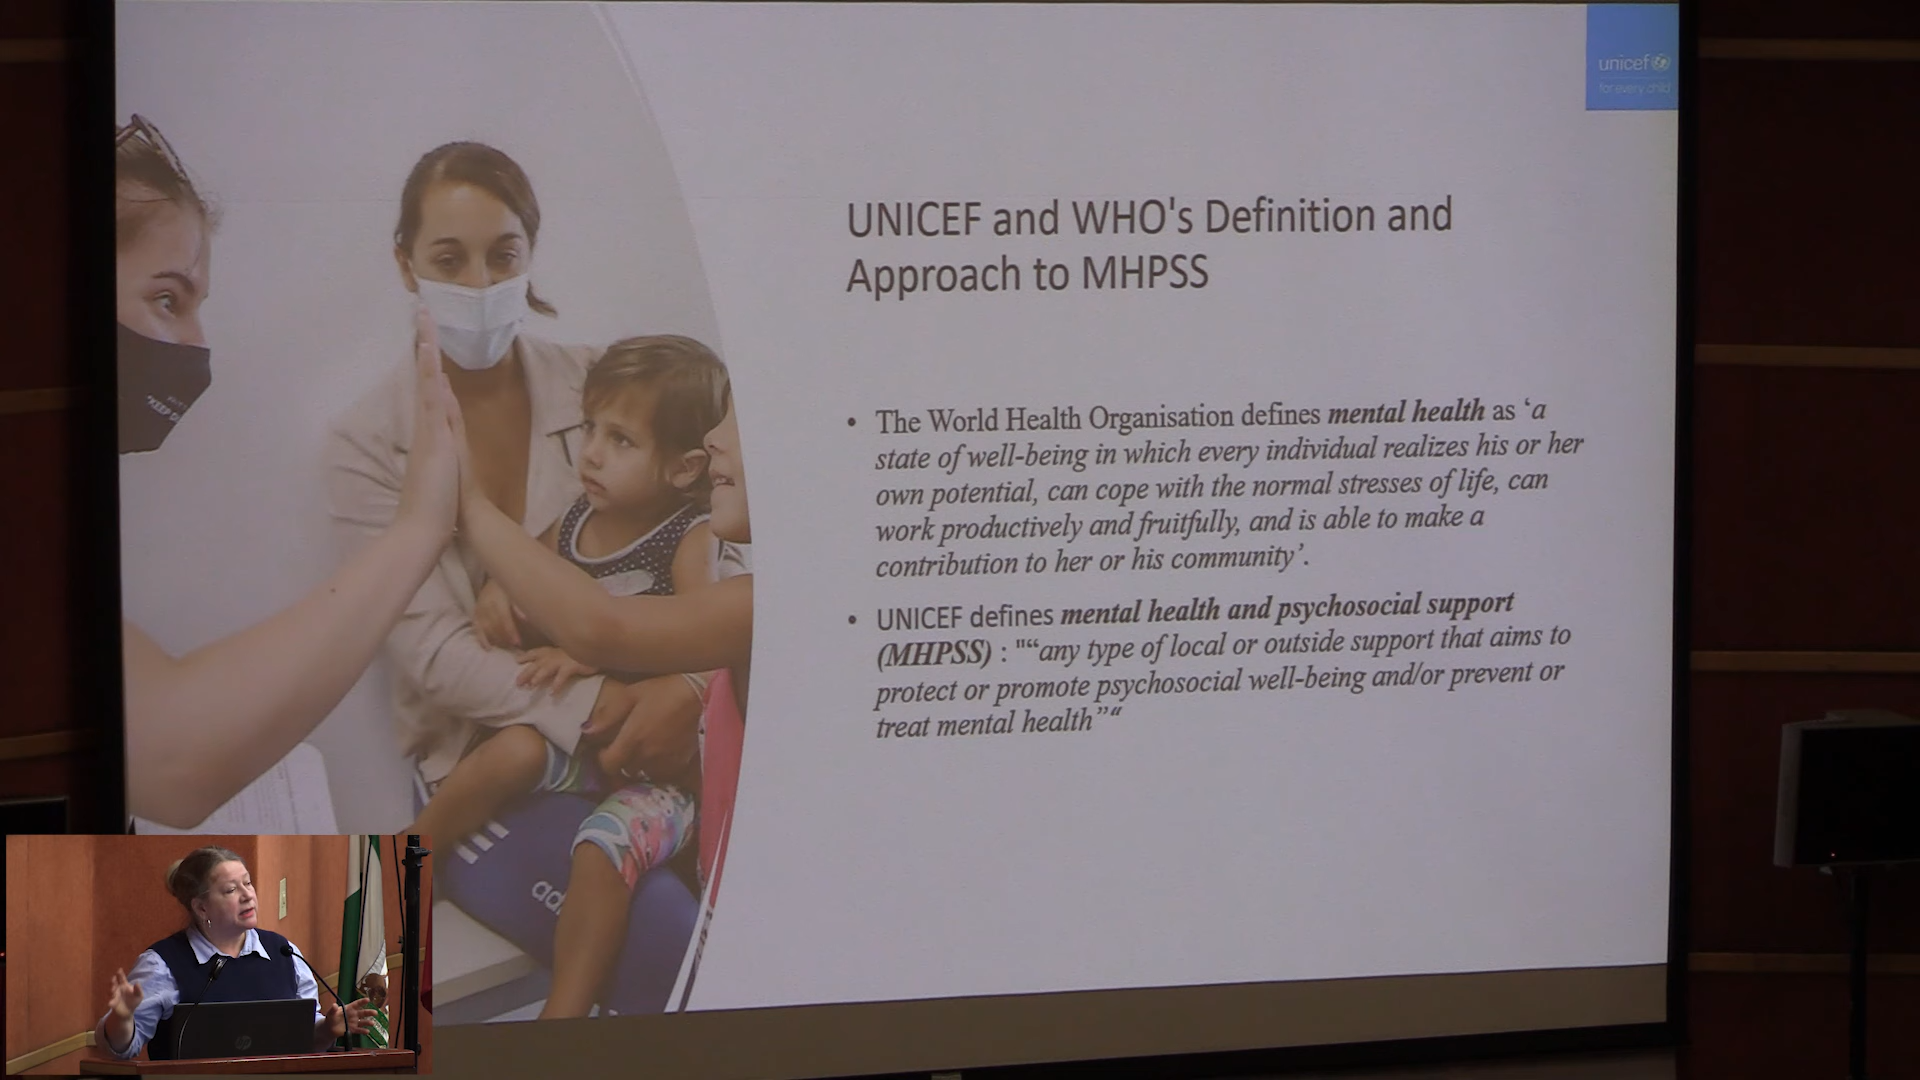 unicef
for every child
UNICEF and WHO's Definition and
Approach to MHPSS
• The World Health Organisation defines mental health as ‘a
state of well-being in which every individual realizes his or her
own potential, can cope with the normal stresses of life, can
work productively and fruitfully, and is able to make a
contribution to her or his community’.
• UNICEF defines mental health and psychosocial support
(MHPSS) : "“any type of local or outside support that aims to
protect or promote psychosocial well-being and/or prevent or
treat mental health”“
"KEEP
adi
hp